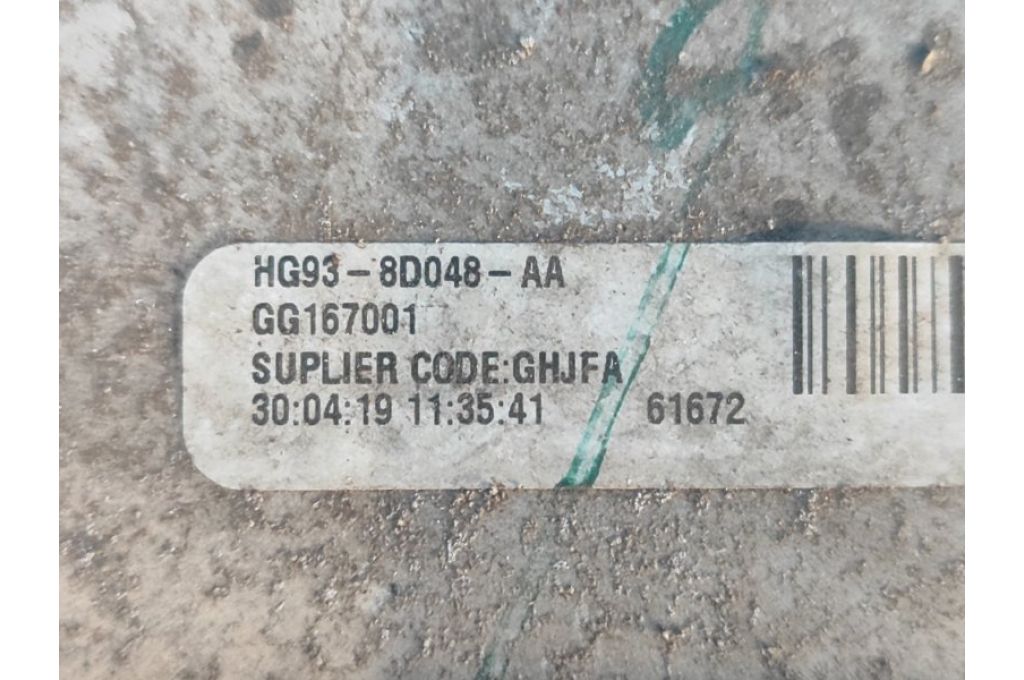 HG93-8D048-AA
GG167001
SUPLIER CODE:GHJFA
30:04:19 11:35:41 61672